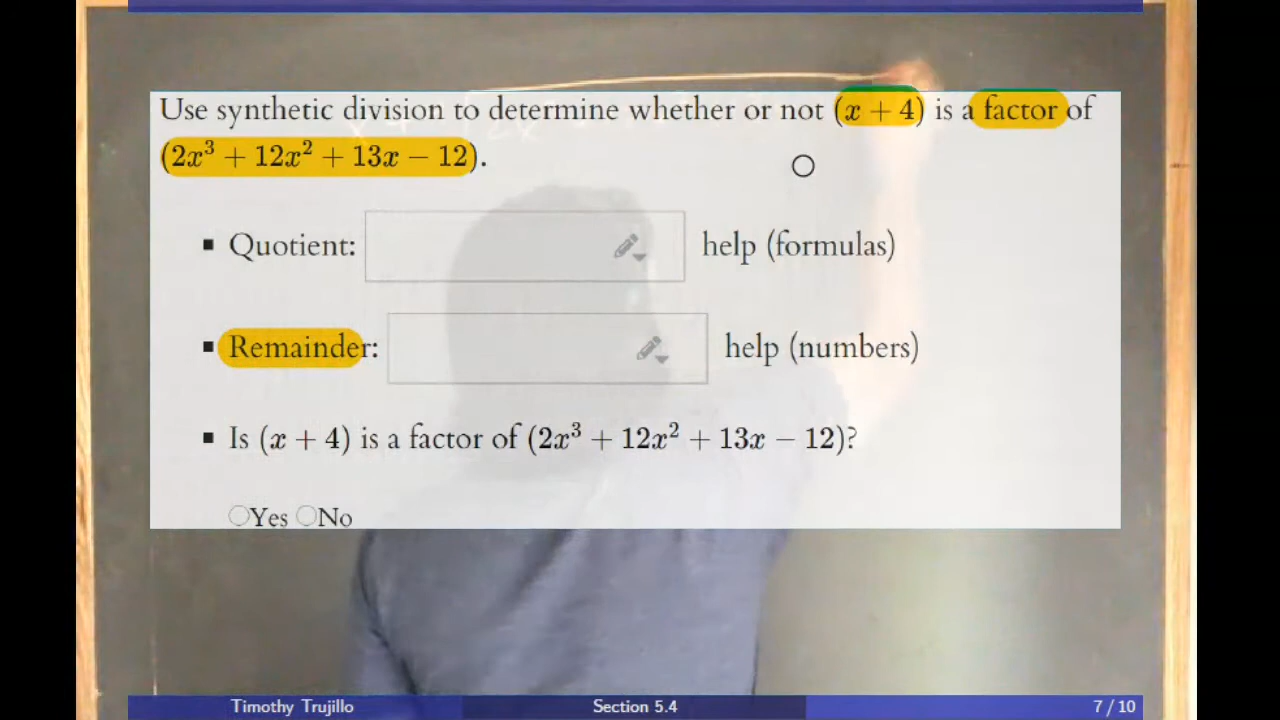 Use synthetic division to determine whether or not (x + 4) is a factor of
(2x³ + 12x² + 13x − 12).
▪ Quotient: help (formulas)
▪ Remainder: help (numbers)
▪ Is (x + 4) is a factor of (2x³ + 12x² + 13x − 12)?
○Yes ○No
Timothy Trujillo Section 5.4 7 / 10